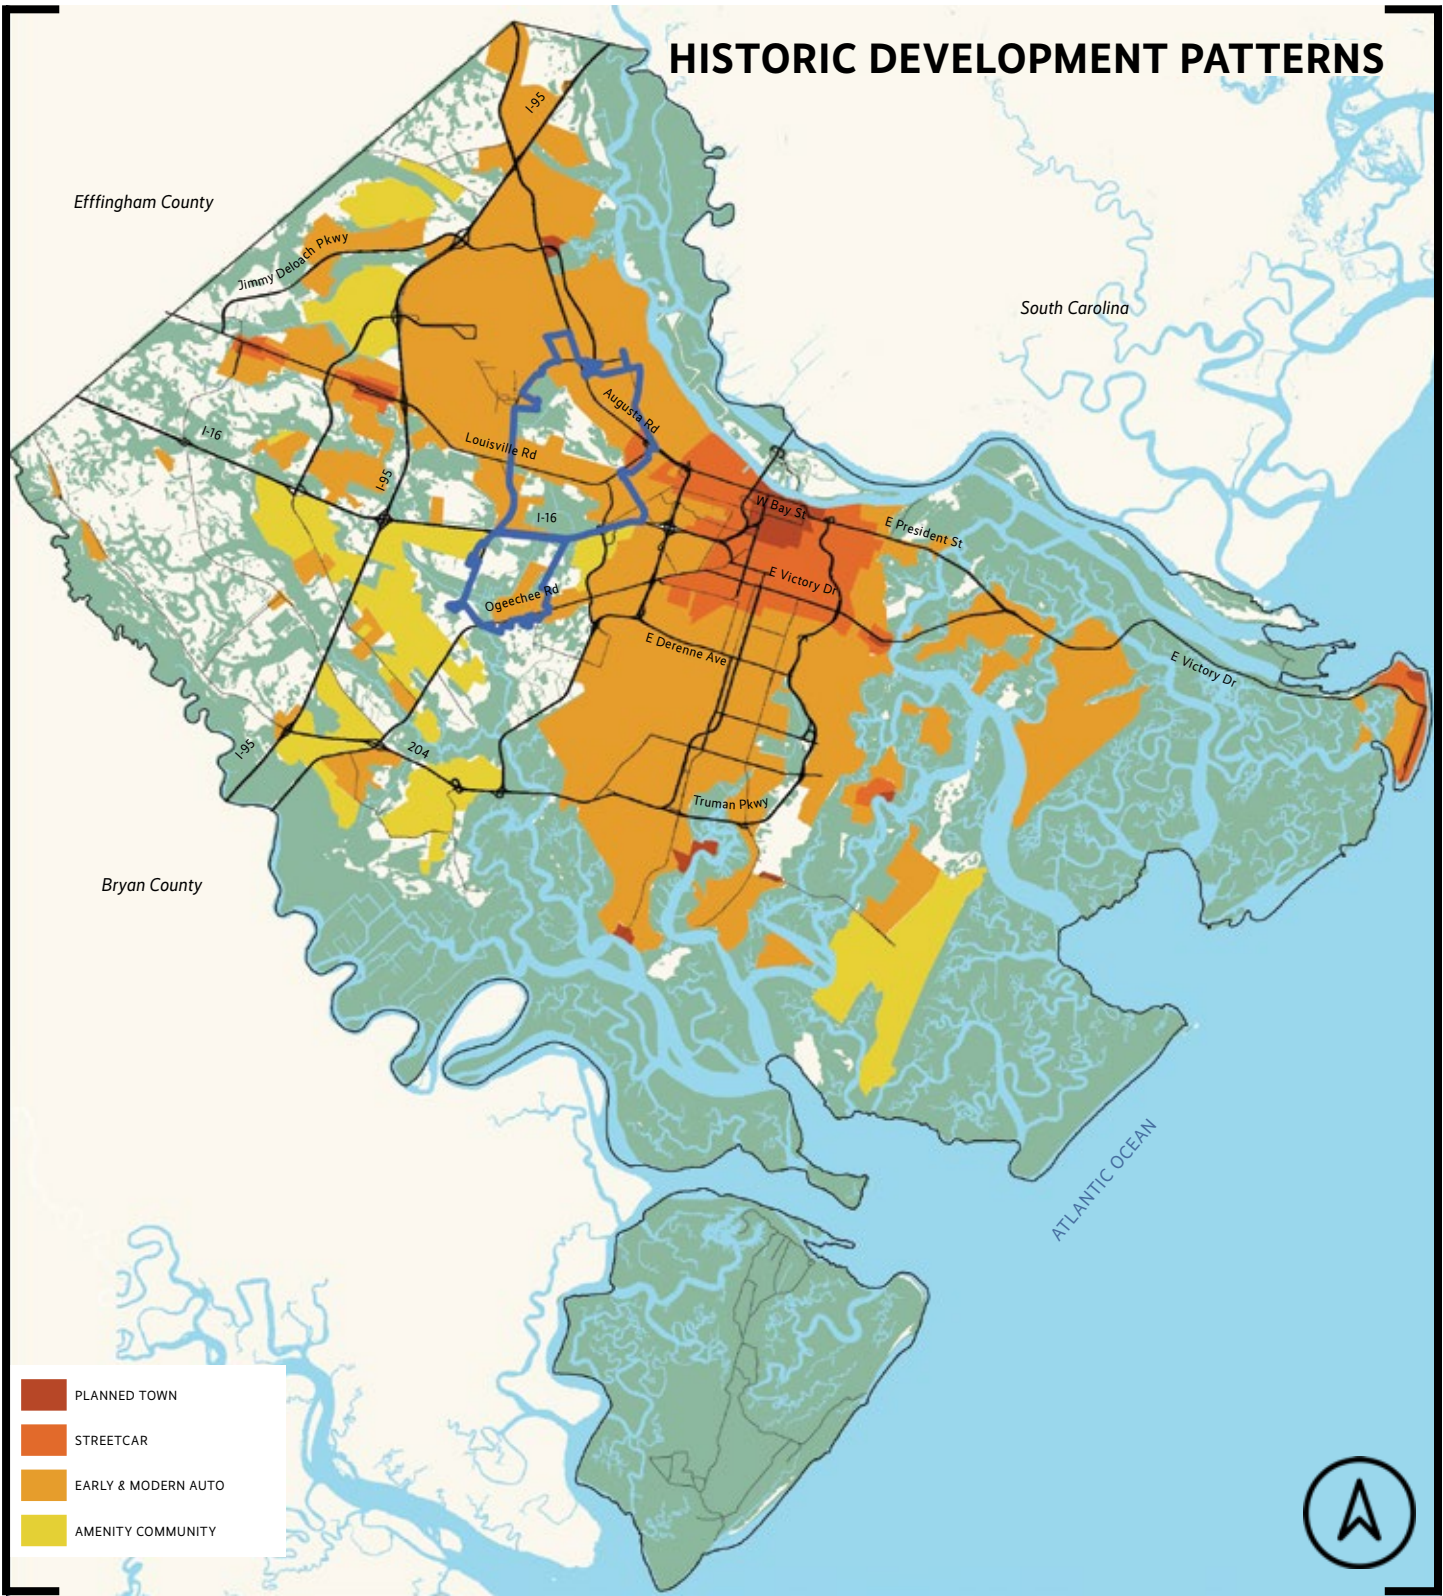 HISTORIC DEVELOPMENT PATTERNS
I-95
Efffingham County
Jimmy Deloach Pkwy
South Carolina
Augusta Rd
I-16
Louisville Rd
I-95
W Bay St
I-16
E President St
E Victory Dr
Ogeechee Rd
E Derenne Ave
E Victory Dr
I-95
204
Truman Pkwy
Bryan County
ATLANTIC OCEAN
PLANNED TOWN
STREETCAR
EARLY & MODERN AUTO
AMENITY COMMUNITY